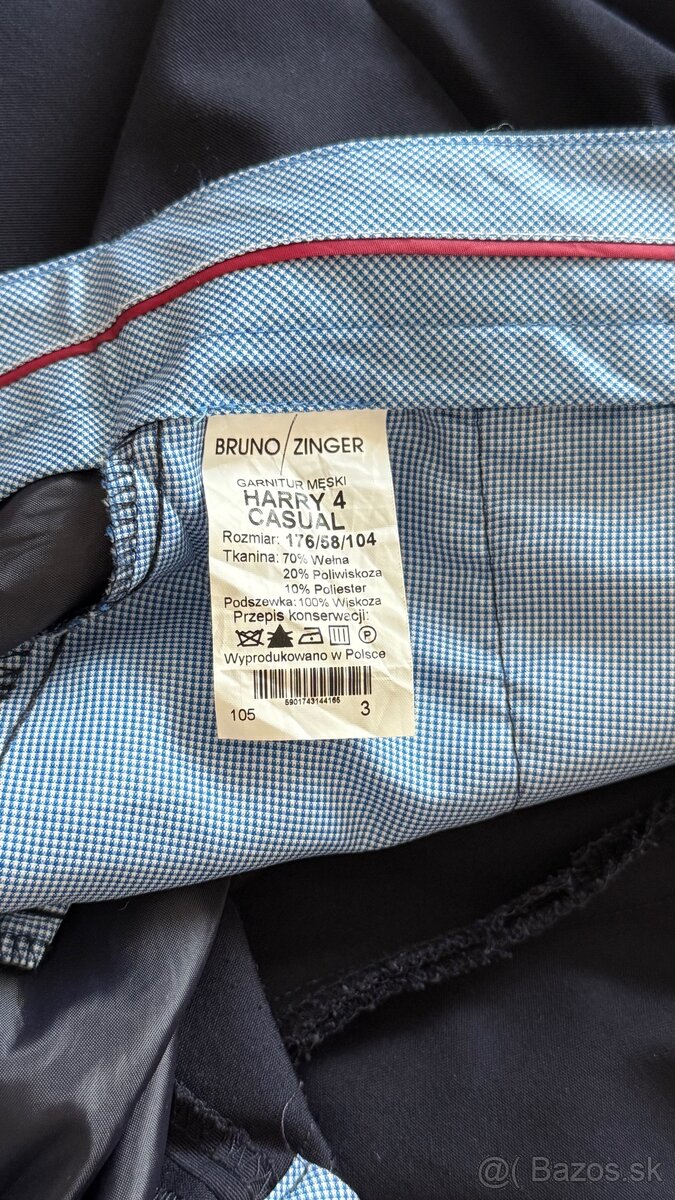 BRUNO/ZINGER
GARNITUR MĘSKI
HARRY 4
CASUAL
Rozmiar: 176/58/104
Tkanina: 70% Wełna
20% Poliwiskoza
10% Poliester
Podszewka: 100% Wiskoza
Przepis konserwacji:
P
Wyprodukowano w Polsce
5901743144165
105 3
@( Bazos.sk